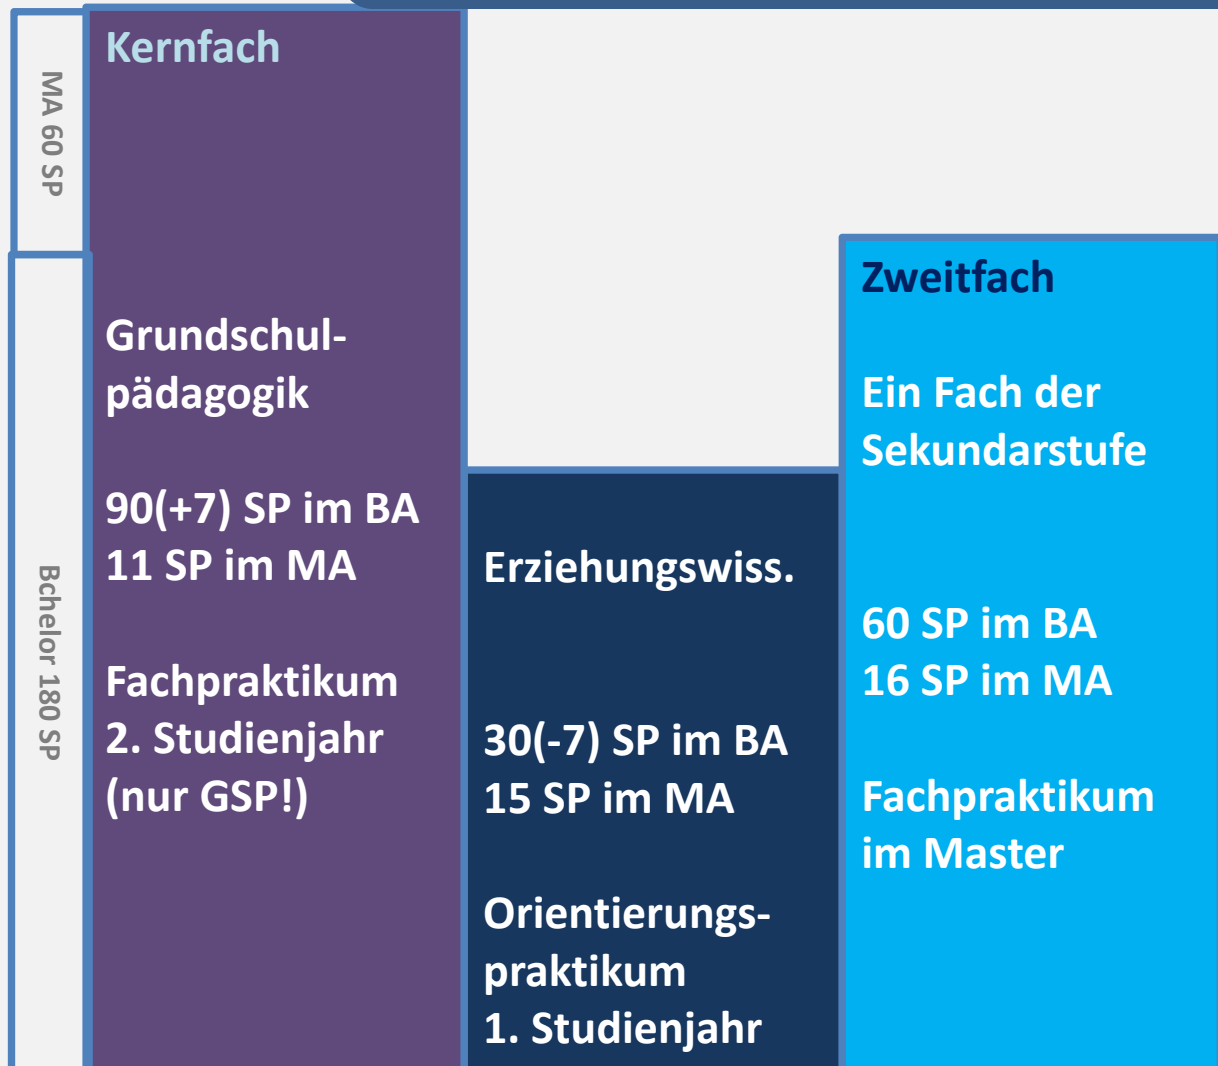 MA 60 SP
Bchelor 180 SP
Kernfach
Grundschul-
pädagogik
90(+7) SP im BA
11 SP im MA
Fachpraktikum
2. Studienjahr
(nur GSP!)
Erziehungswiss.
30(-7) SP im BA
15 SP im MA
Orientierungs-
praktikum
1. Studienjahr
Zweitfach
Ein Fach der
Sekundarstufe
60 SP im BA
16 SP im MA
Fachpraktikum
im Master